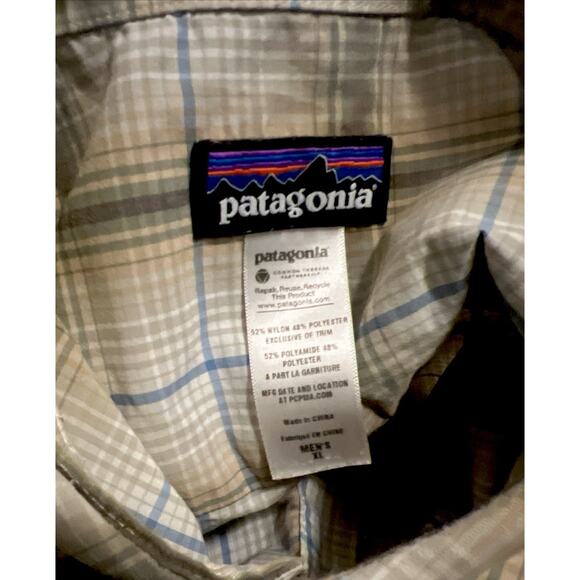 patagonia
patagonia
COMMON THREADS
PARTNERSHIP
Repair, Reuse, Recycle
This Product
www.patagonia.com
52% NYLON 48% POLYESTER
EXCLUSIVE OF TRIM
52% POLYAMIDE 48%
POLYESTER
A PART LA GARNITURE
MFG DATE AND LOCATION
AT PCPSIA.COM
Made in CHINA
Fabriqué EN CHINE
MEN'S
XL